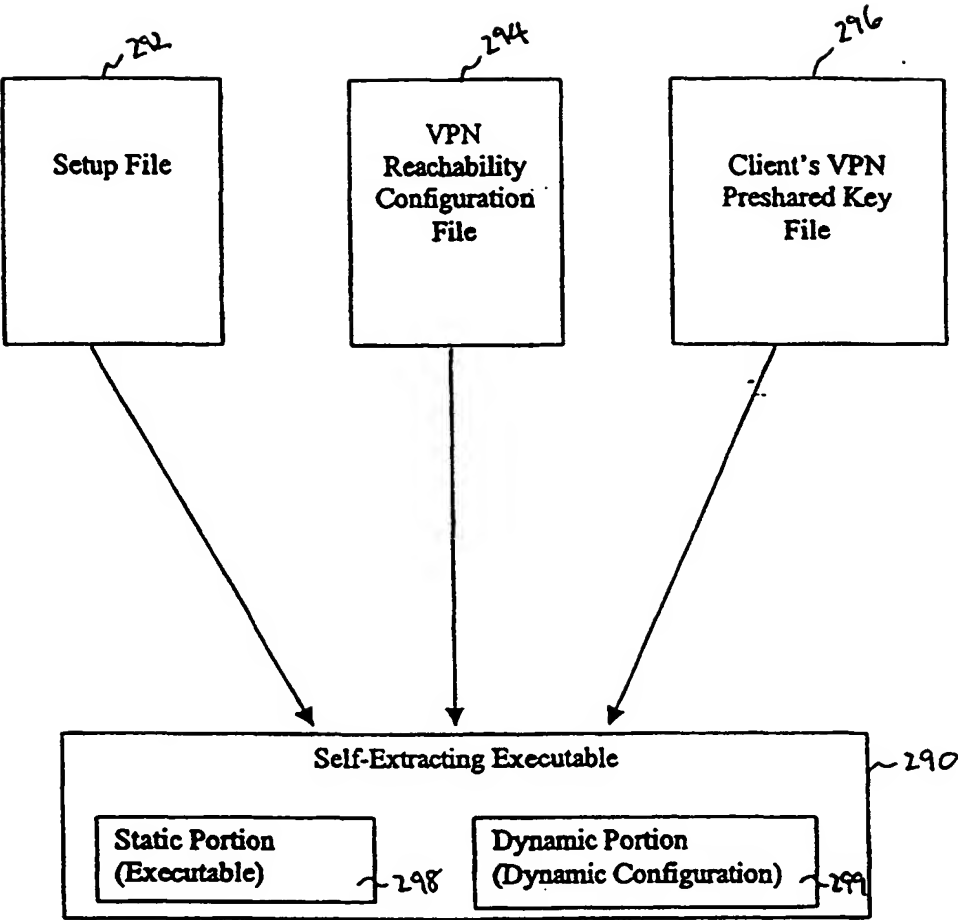 292
294
296
Setup File
VPN
Reachability
Configuration
File
Client's VPN
Preshared Key
File
Self-Extracting Executable
290
Static Portion
(Executable)
298
Dynamic Portion
(Dynamic Configuration)
299